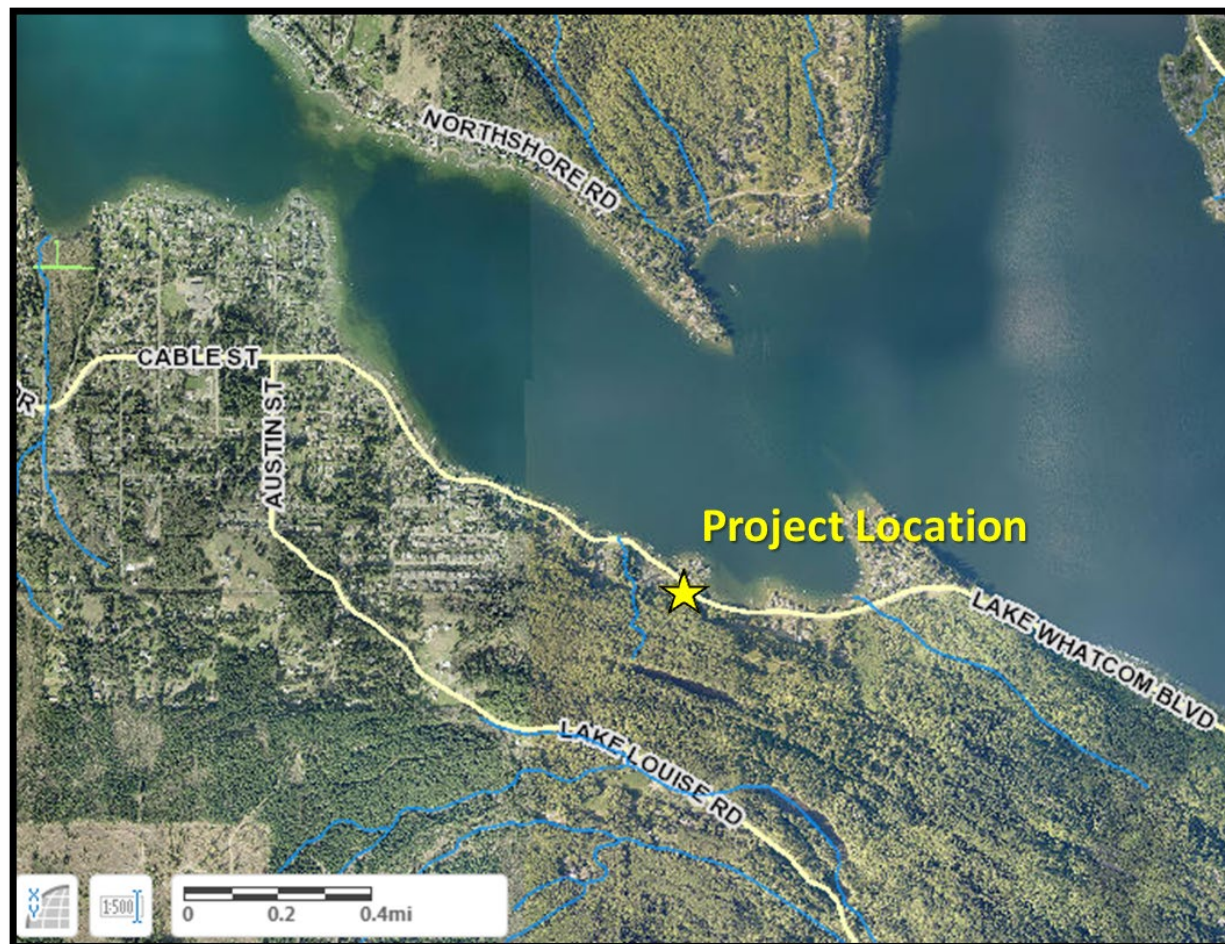 NORTHSHORE RD
CABLE ST
DR
AUSTIN ST
Project Location
LAKE WHATCOM BLVD
LAKE LOUISE RD
X
Y
1:500
0
0.2
0.4mi